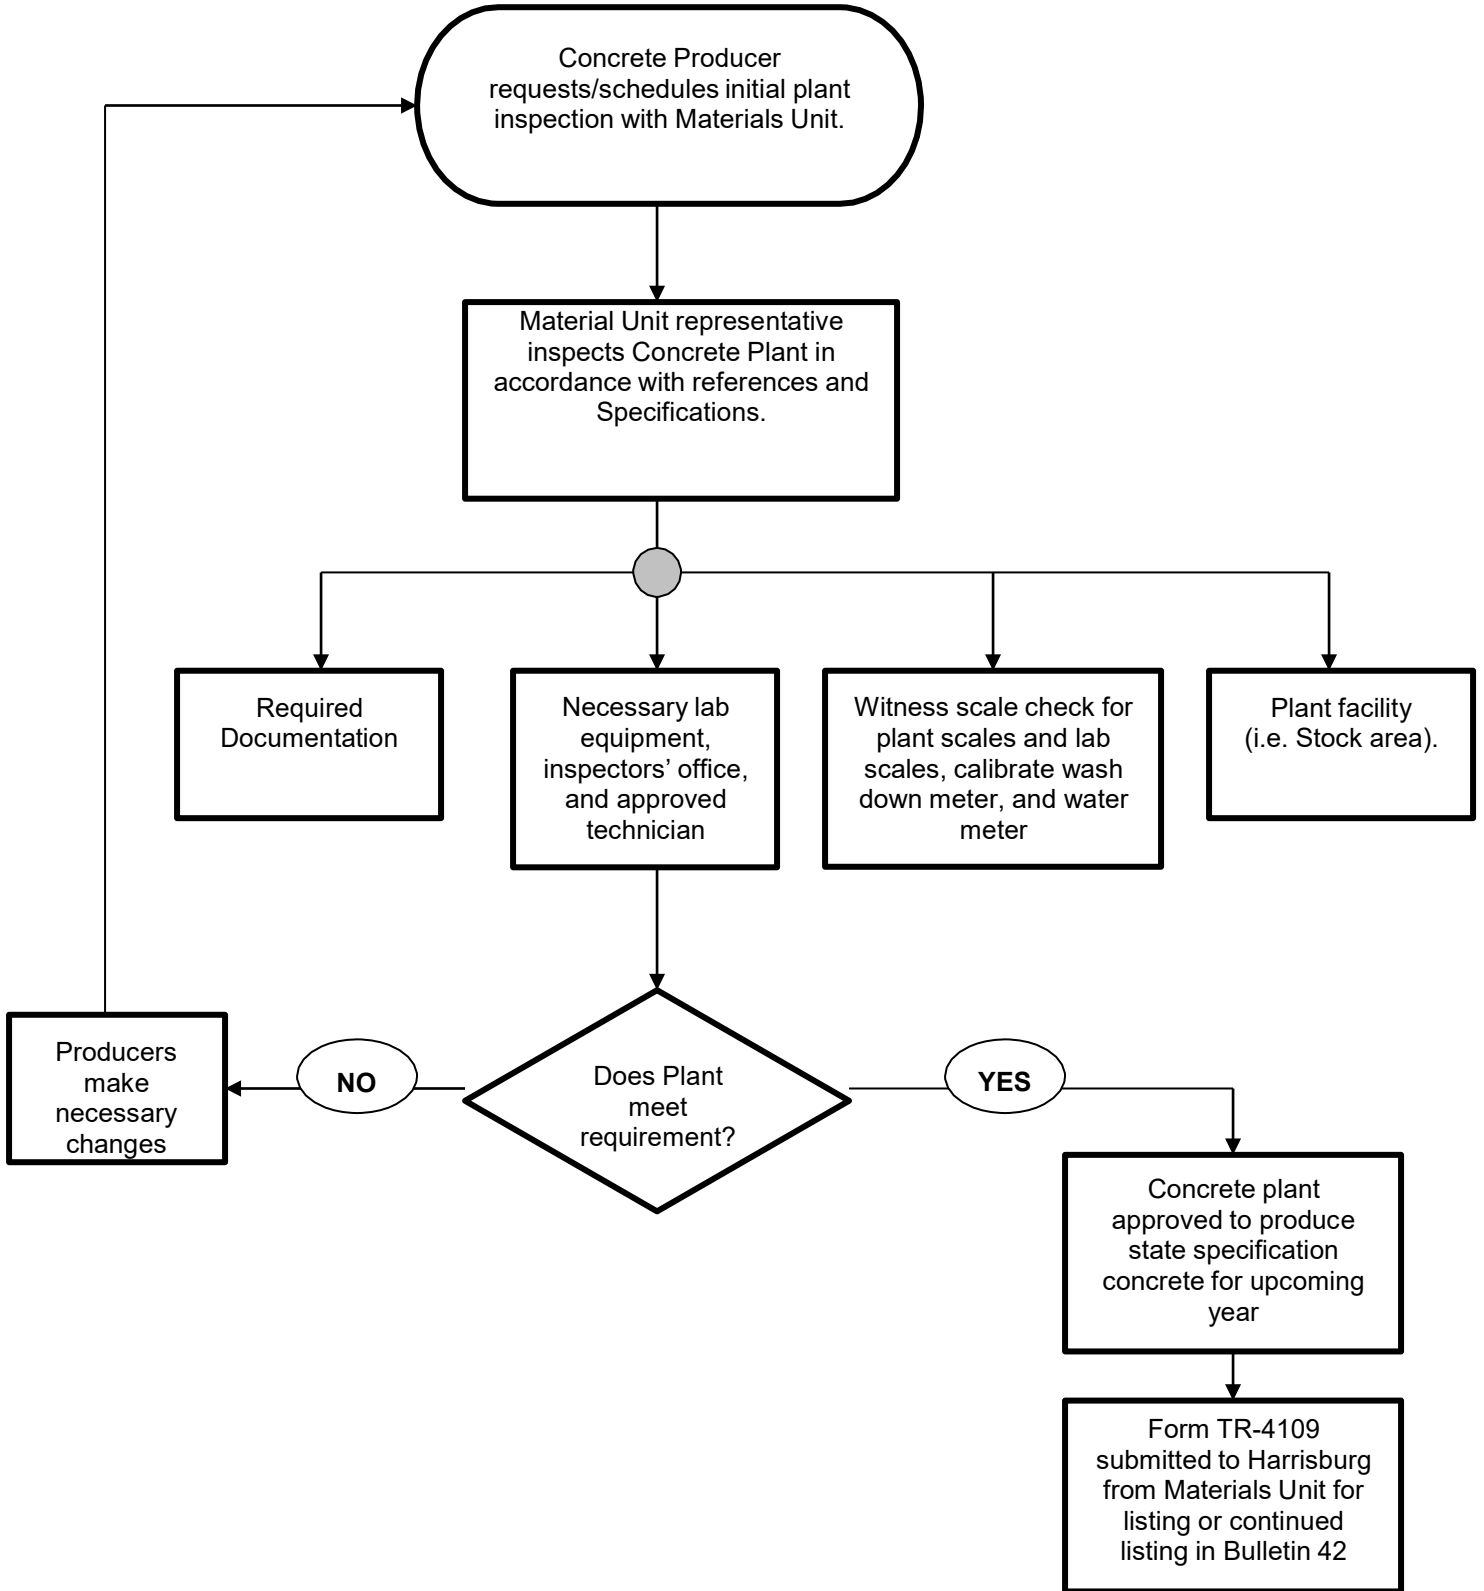 Concrete Producer
requests/schedules initial plant
inspection with Materials Unit.
Material Unit representative
inspects Concrete Plant in
accordance with references and
Specifications.
Required
Documentation
Necessary lab
equipment,
inspectors’ office,
and approved
technician
Witness scale check for
plant scales and lab
scales, calibrate wash
down meter, and water
meter
Plant facility
(i.e. Stock area).
Producers
make
necessary
changes
NO
Does Plant
meet
requirement?
YES
Concrete plant
approved to produce
state specification
concrete for upcoming
year
Form TR-4109
submitted to Harrisburg
from Materials Unit for
listing or continued
listing in Bulletin 42